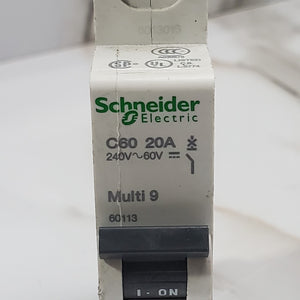 Schneider
Electric
C60 20A
240V~60V
Multi 9
60113
I - ON